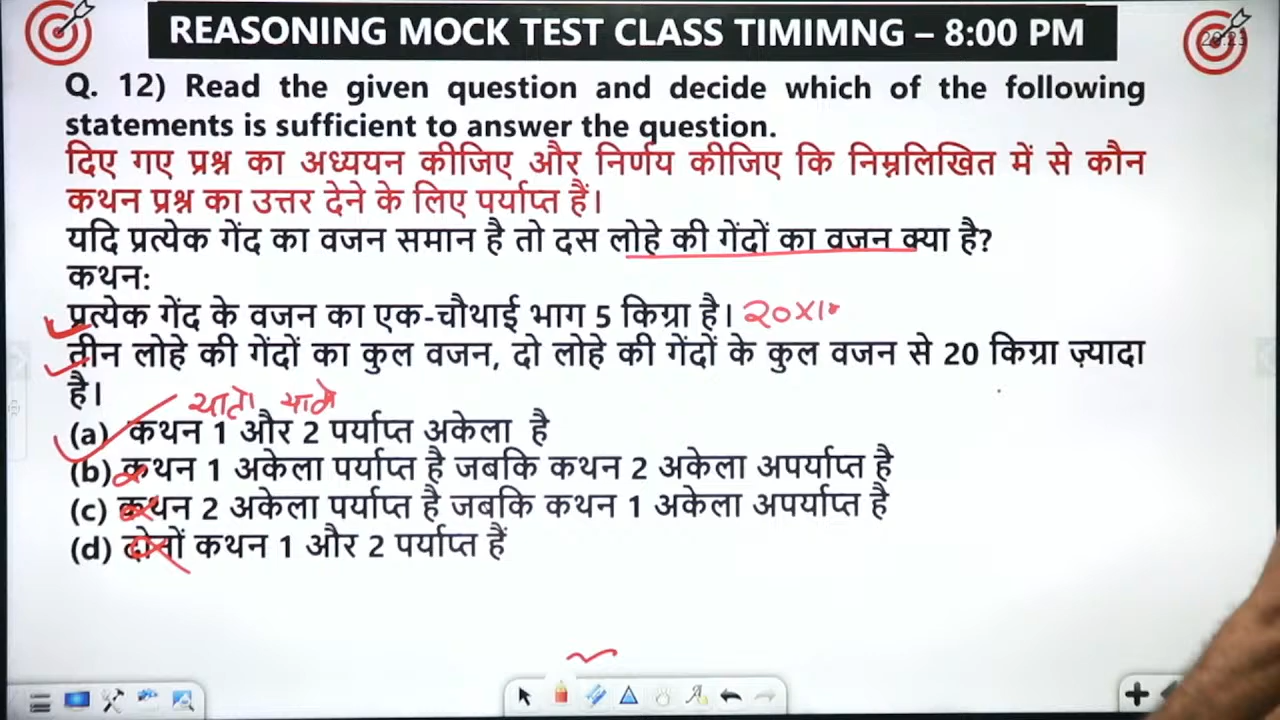 REASONING MOCK TEST CLASS TIMIMNG – 8:00 PM
Q. 12) Read the given question and decide which of the following
statements is sufficient to answer the question.
दिए गए प्रश्न का अध्ययन कीजिए और निर्णय कीजिए कि निम्नलिखित में से कौन
कथन प्रश्न का उत्तर देने के लिए पर्याप्त हैं।
यदि प्रत्येक गेंद का वजन समान है तो दस लोहे की गेंदों का वजन क्या है?
कथन:
प्रत्येक गेंद के वजन का एक-चौथाई भाग 5 किग्रा है।
तीन लोहे की गेंदों का कुल वजन, दो लोहे की गेंदों के कुल वजन से 20 किग्रा ज़्यादा
है।
(a) कथन 1 और 2 पर्याप्त अकेला है
(b) कथन 1 अकेला पर्याप्त है जबकि कथन 2 अकेला अपर्याप्त है
(c) कथन 2 अकेला पर्याप्त है जबकि कथन 1 अकेला अपर्याप्त है
(d) दोनों कथन 1 और 2 पर्याप्त हैं